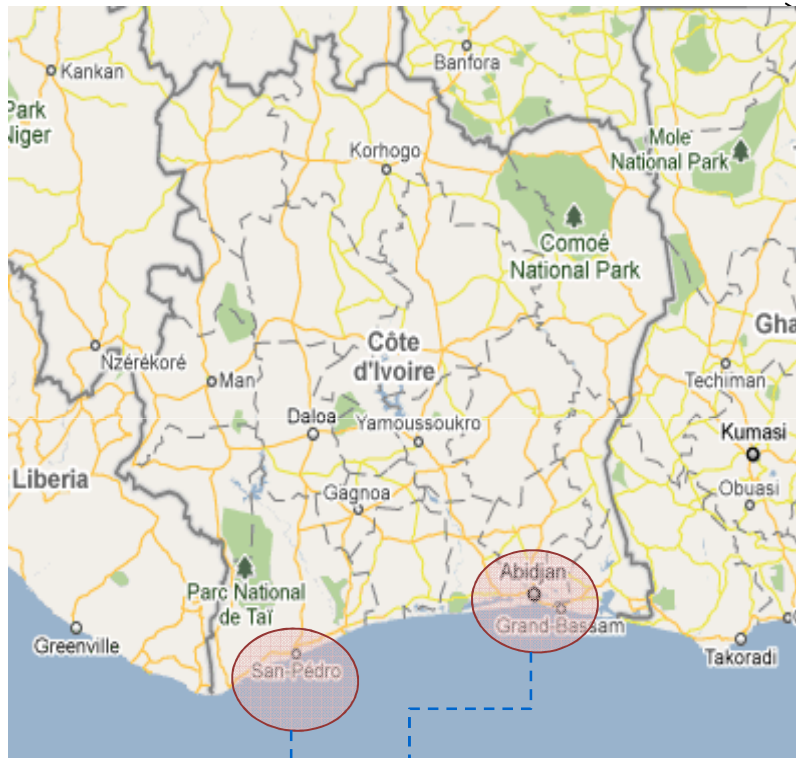 Kankan
Banfora
Park
Niger
Korhogo
Mole
National Park
Comoé
National Park
Gha
Côte
d'Ivoire
Nzérékoré
Man
Techiman
Daloa
Yamoussoukro
Kumasi
Liberia
Gagnoa
Obuasi
Abidjan
Parc National
de Taï
Grand-Bassam
Greenville
San-Pédro
Takoradi